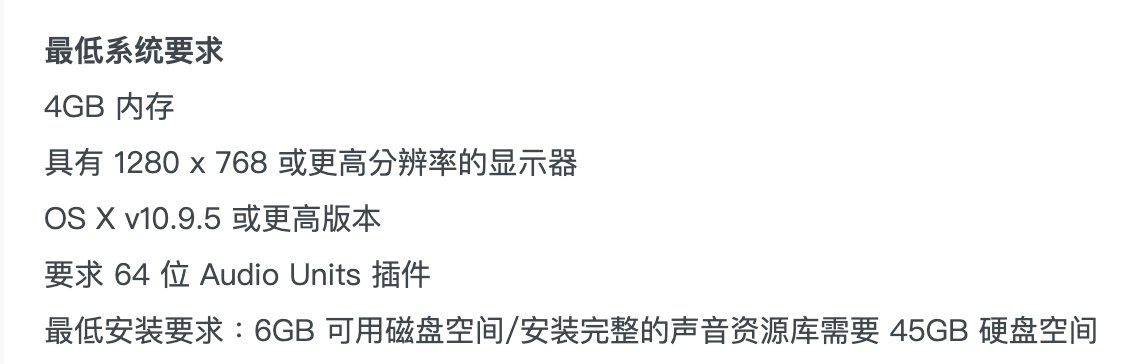 最低系统要求
4GB 内存
具有 1280 x 768 或更高分辨率的显示器
OS X v10.9.5 或更高版本
要求 64 位 Audio Units 插件
最低安装要求：6GB 可用磁盘空间/安装完整的声音资源库需要 45GB 硬盘空间